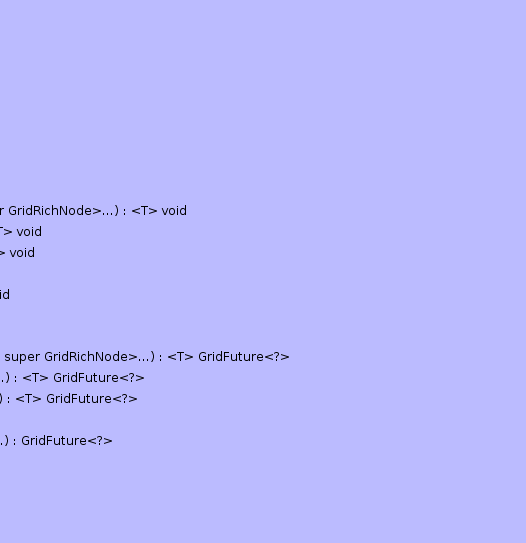 r GridRichNode>...) : <T> void
T> void
> void
id
super GridRichNode>...) : <T> GridFuture<?>
..) : <T> GridFuture<?>
) : <T> GridFuture<?>
..) : GridFuture<?>